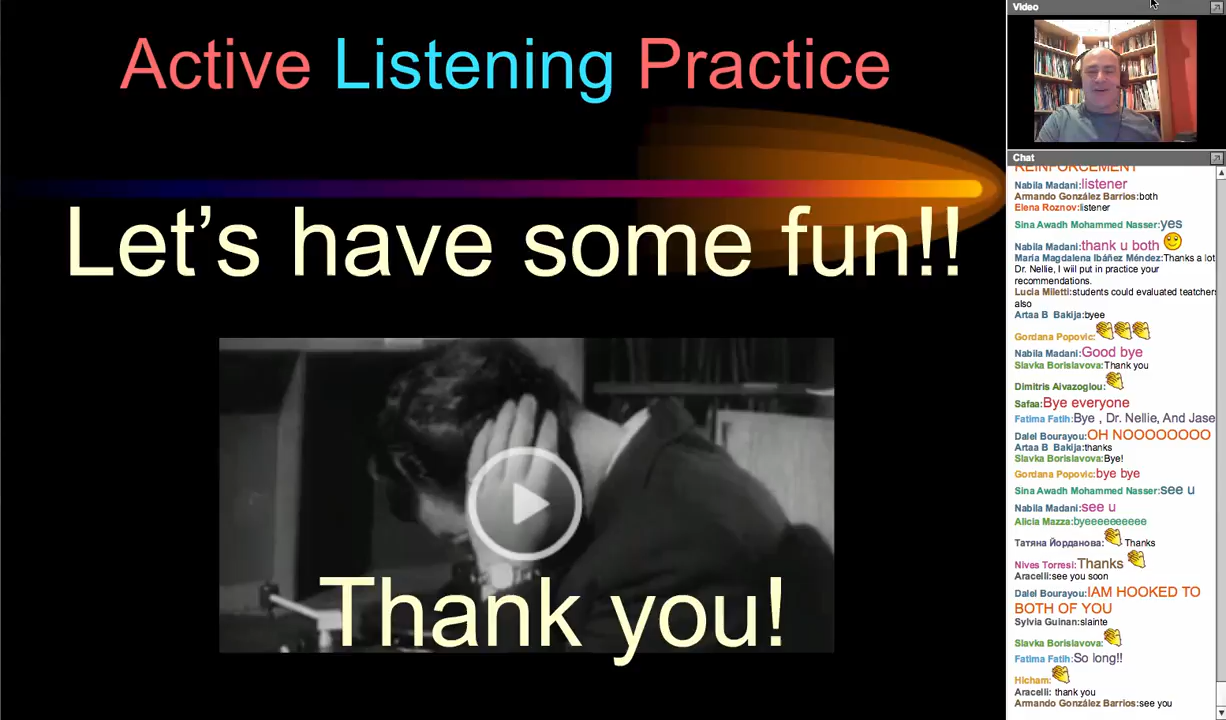 Active Listening Practice
Let's have some fun!!
Thank you!
Video
Chat
REINFORCEMENT
Nabila Madani:listener
Armando González Barrios:both
Elena Roznov:listener
Sina Awadh Mohammed Nasser:yes
Nabila Madani:thank u both
Maria Magdalena Ibáñez Méndez:Thanks a lot
Dr. Nellie, I will put in practice your
recommendations.
Lucia Miletti:students could evaluated teatchers
also
Artaa B Bakija:byee
Gordana Popovic:
Nabila Madani:Good bye
Slavka Borislavova:Thank you
Dimitris Aivazoglou:
Safaa:Bye everyone
Fatima Fatih:Bye , Dr. Nellie, And Jase
Dalel Bourayou:OH NOOOOOOOO
Artaa B Bakija:thanks
Slavka Borislavova:Bye!
Gordana Popovic:bye bye
Sina Awadh Mohammed Nasser:see u
Nabila Madani:see u
Alicia Mazza:byeeeeeeeeee
Татяна Йорданова: Thanks
Nives Torresi:Thanks
Aracelli:see you soon
Dalel Bourayou:IAM HOOKED TO
BOTH OF YOU
Sylvia Guinan:slainte
Slavka Borislavova:
Fatima Fatih:So long!!
Hicham:
Aracelli: thank you
Armando González Barrios:see you